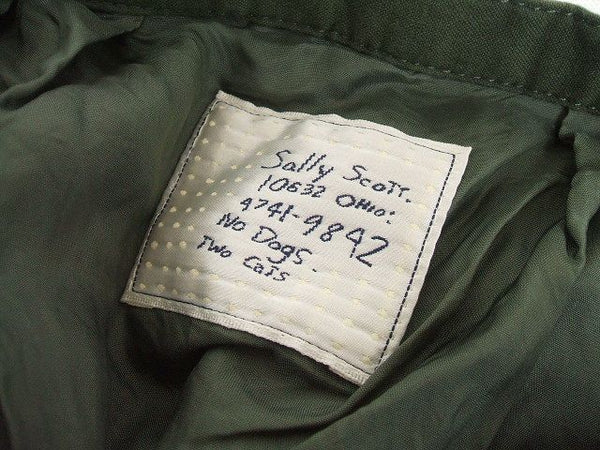 Sally Scott.
10632 OHIO:
4741-9842
No Dogs.
Two Cats